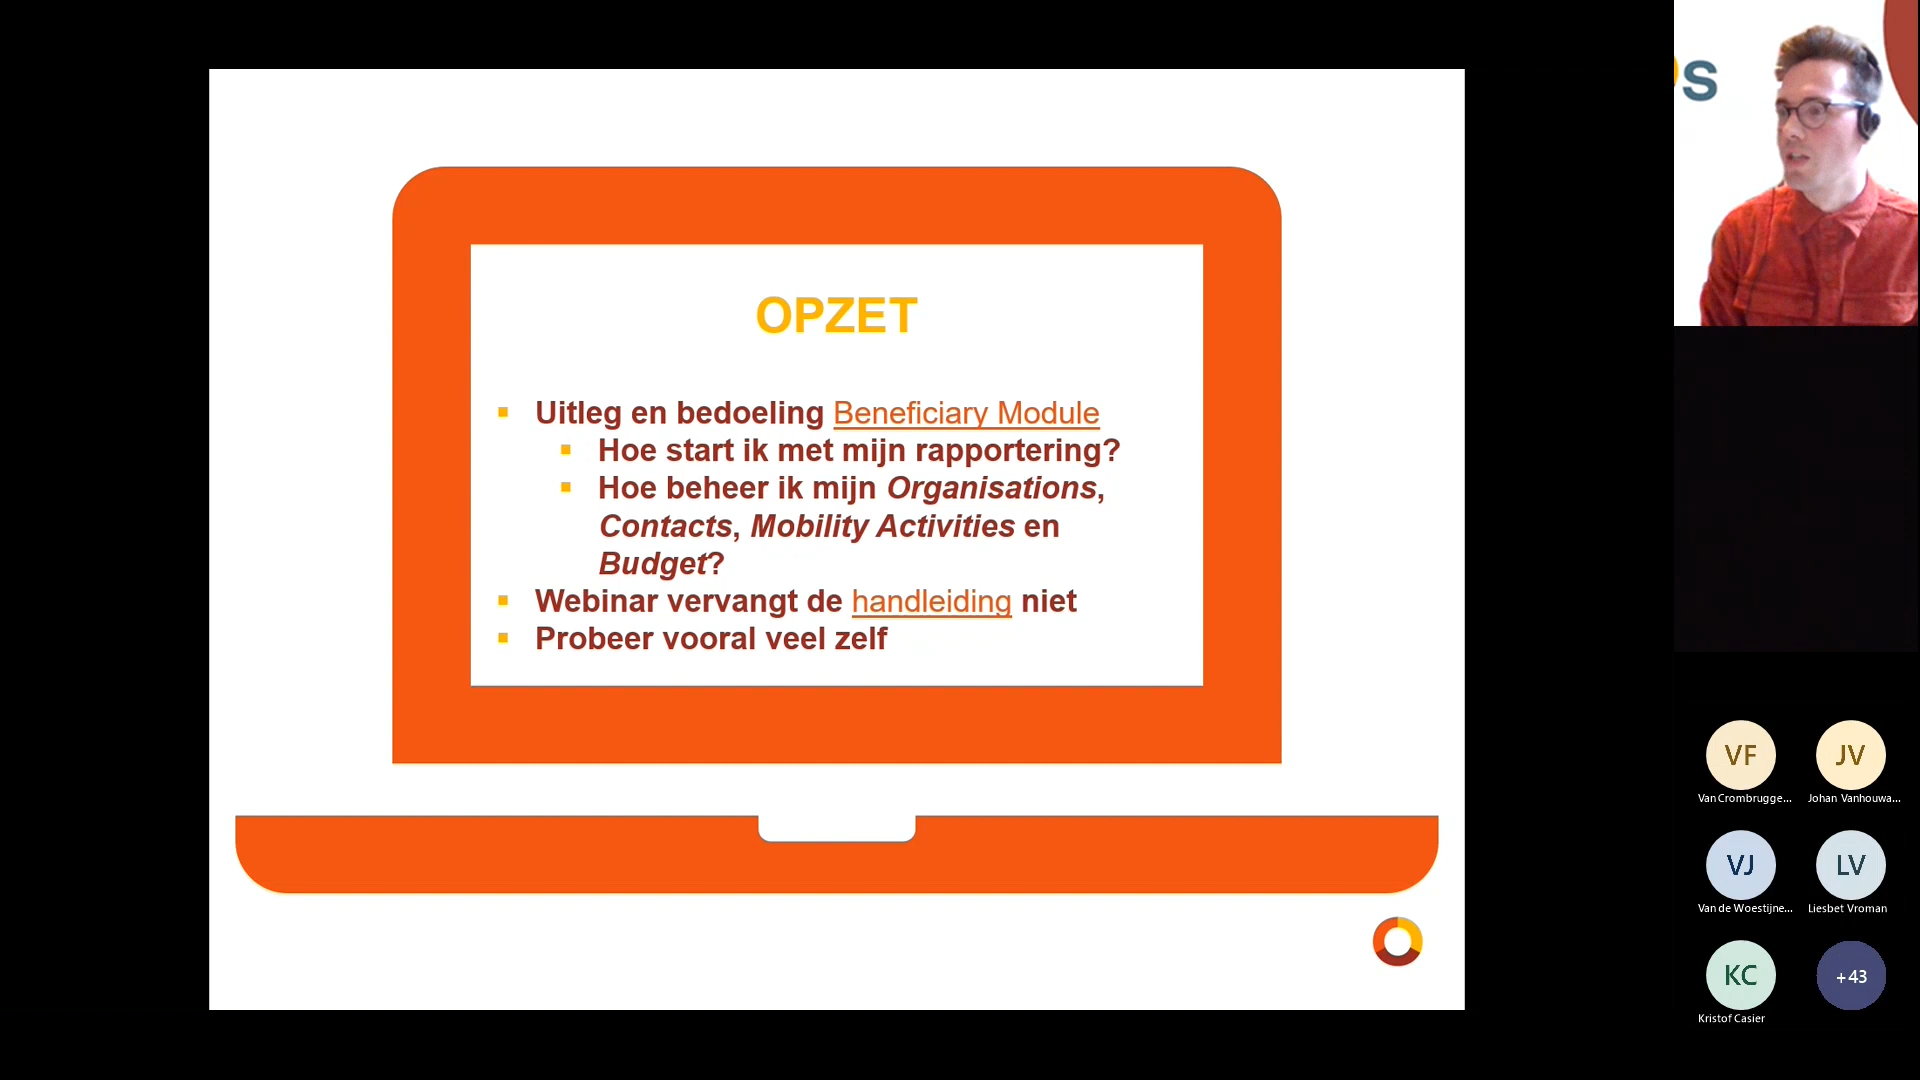 OPZET
Uitleg en bedoeling Beneficiary Module
Hoe start ik met mijn rapportering?
Hoe beheer ik mijn Organisations,
Contacts, Mobility Activities en
Budget?
Webinar vervangt de handleiding niet
Probeer vooral veel zelf
s
VF
Van Crombrugge...
JV
Johan Vanhouwa...
VJ
Van de Woestijne...
LV
Liesbet Vroman
KC
Kristof Casier
+43